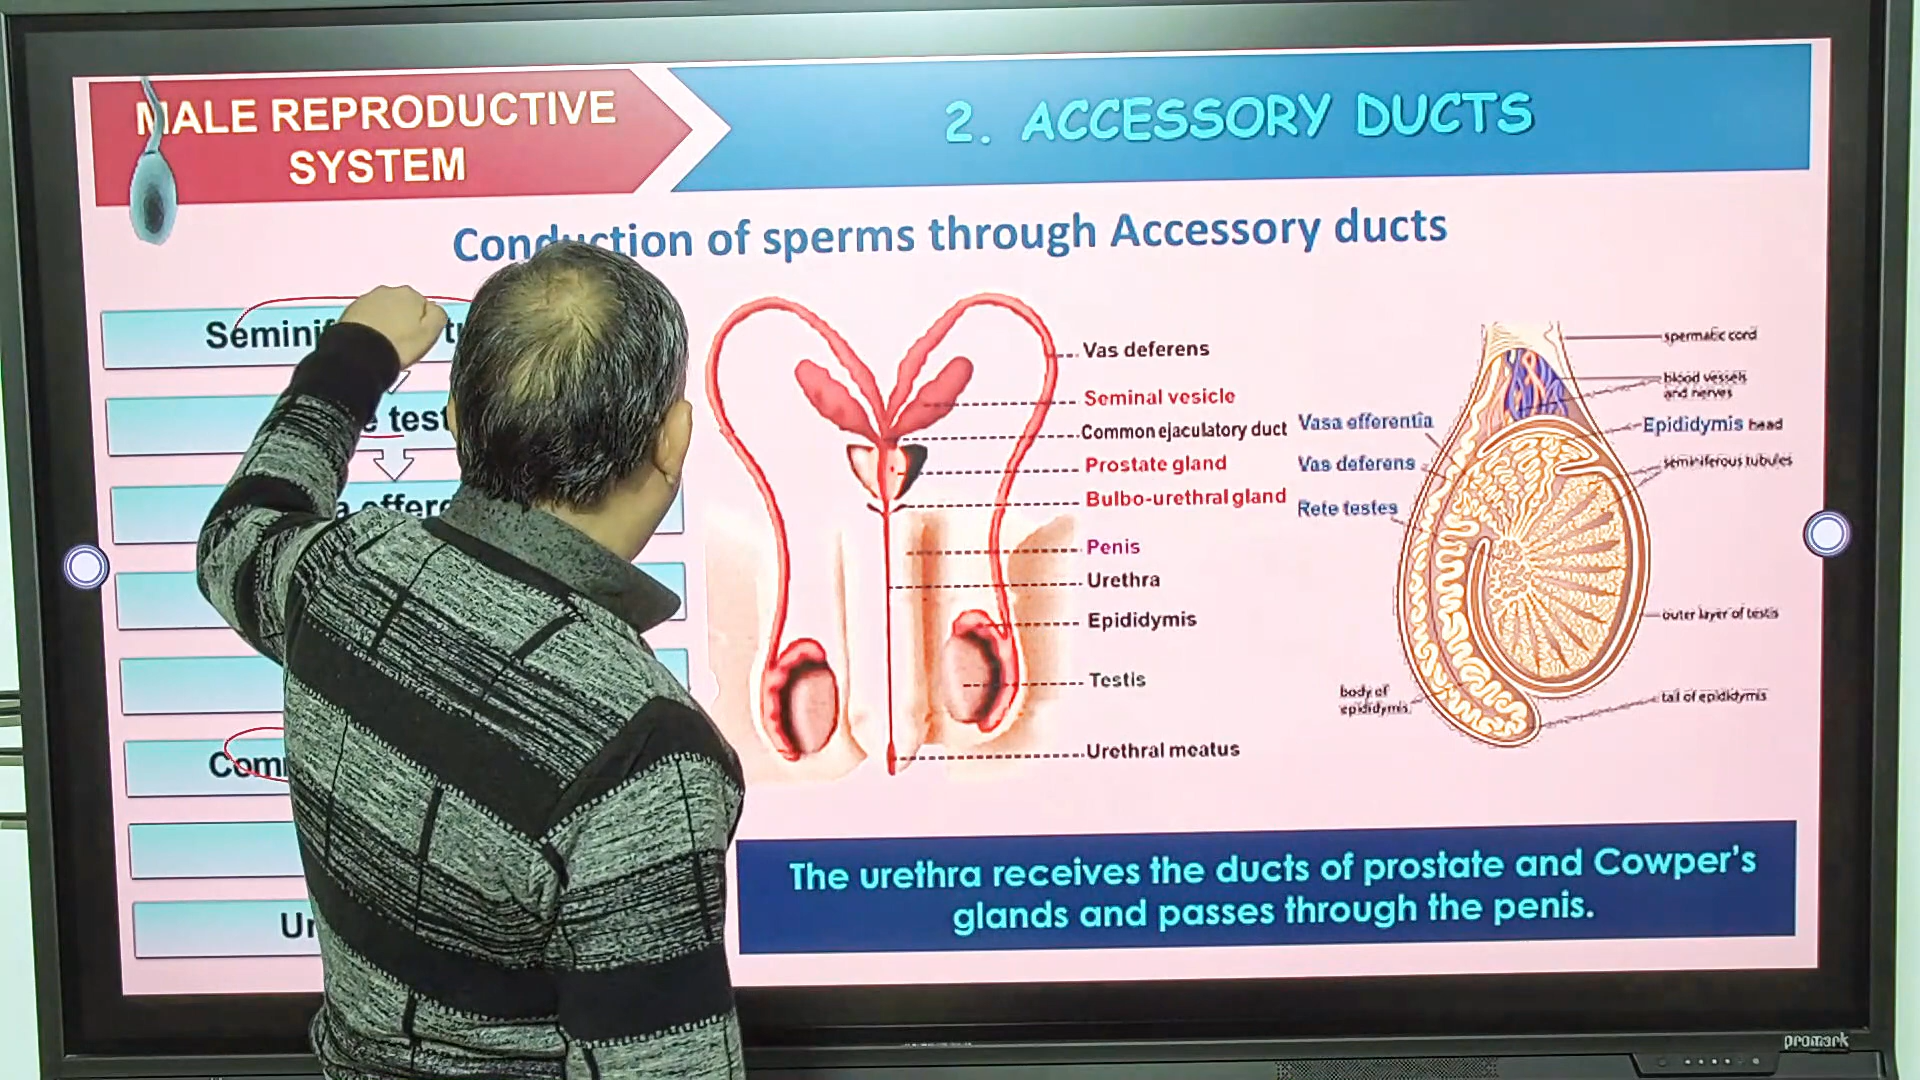 MALE REPRODUCTIVE
SYSTEM
2. ACCESSORY DUCTS
Conduction of sperms through Accessory ducts
Vas deferens
Seminal vesicle
Common ejaculatory duct
Prostate gland
Bulbo-urethral gland
Penis
Urethra
Epididymis
Testis
Urethral meatus
spermatic cord
blood vessels
and nerves
Vasa efferentia
Epididymis head
Vas deferens
seminiferous tubules
Rete testes
outer layer of testis
body of
epididymis
tail of epididymis
The urethra receives the ducts of prostate and Cowper's
glands and passes through the penis.
promark